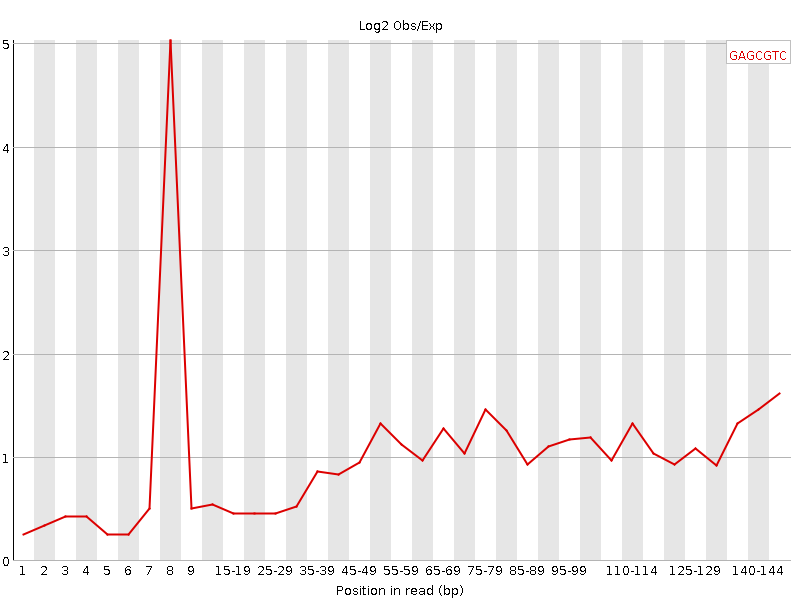 Log2 Obs/Exp
GAGCGTC
5
4
3
2
1
0
1 2 3 4 5 6 7 8 9 15-19 25-29 35-39 45-49 55-59 65-69 75-79 85-89 95-99 110-114 125-129 140-144
Position in read (bp)